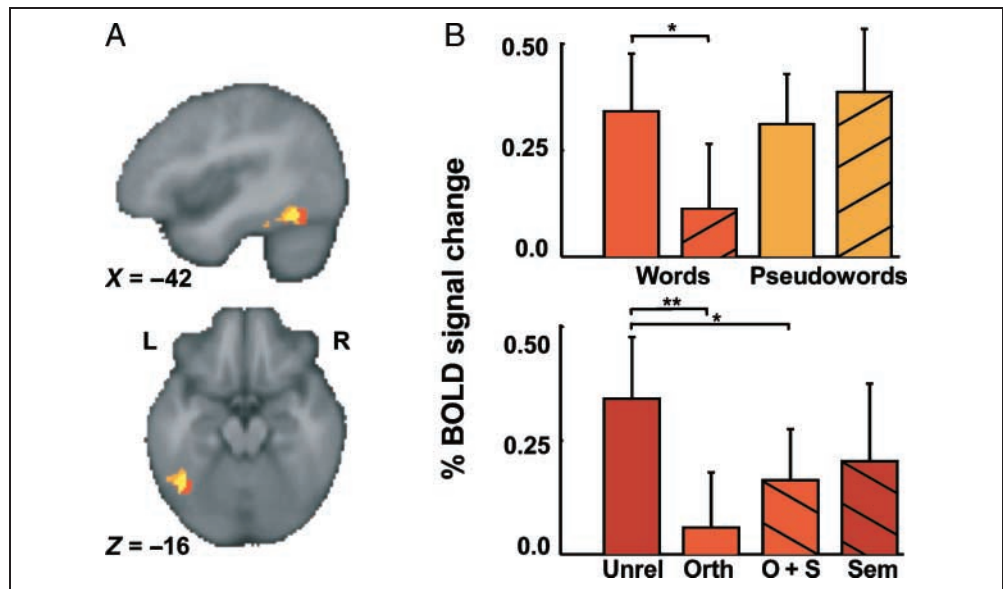 A
X = –42
L R
Z = –16
B
% BOLD signal change
*
0.50
0.25
0.0
Words Pseudowords
**
*
0.50
0.25
0.0
Unrel Orth O + S Sem